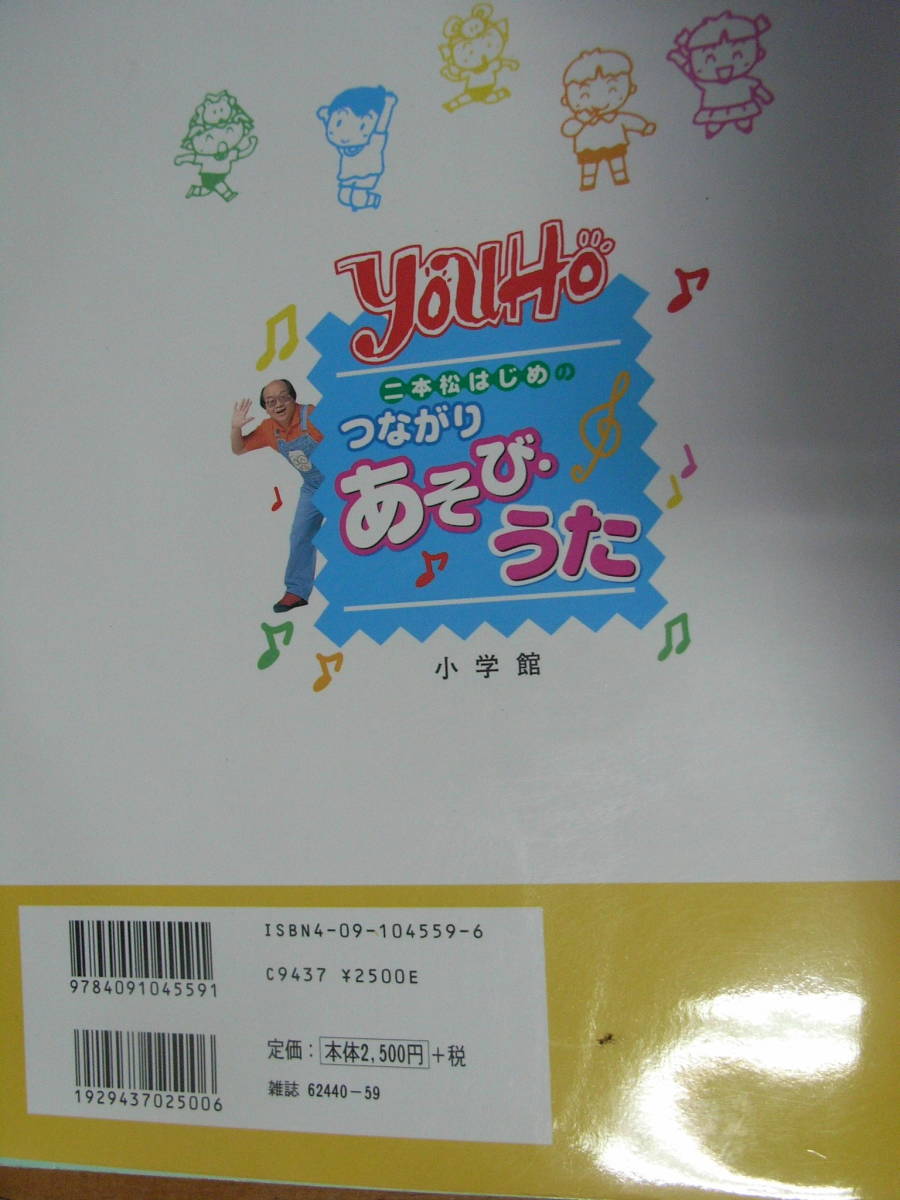 YOUHO
二本松はじめの
つながり
あそび・
うた
小学館
ISBN4-09-104559-6
C9437 ¥2500E
9784091045591
定価：本体2,500円+税
雑誌 62440-59
1929437025006